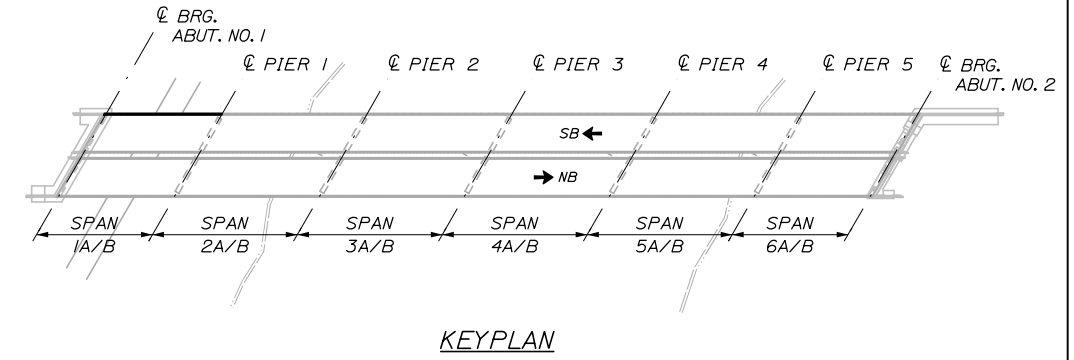 ℄ BRG.
ABUT. NO. 1
℄ PIER 1
℄ PIER 2
℄ PIER 3
℄ PIER 4
℄ PIER 5
℄ BRG.
ABUT. NO. 2
SB
NB
SPAN
1A/B
SPAN
2A/B
SPAN
3A/B
SPAN
4A/B
SPAN
5A/B
SPAN
6A/B
KEYPLAN